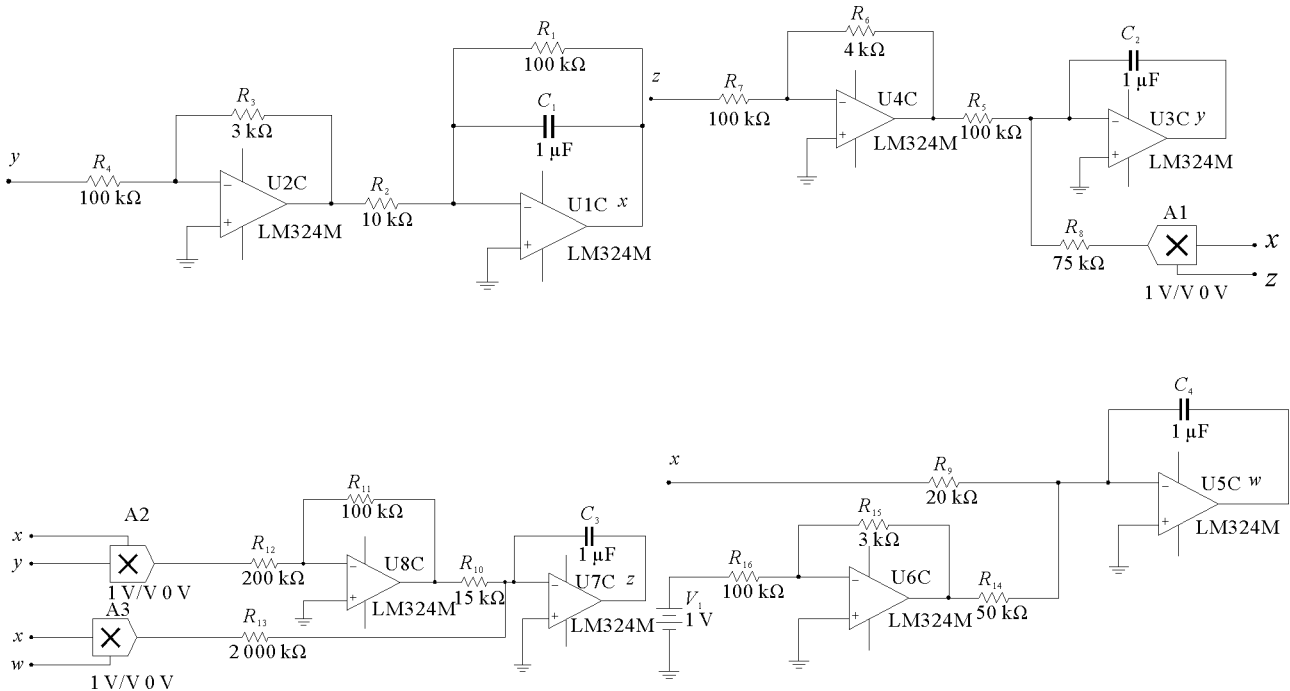 y
R₄
100 kΩ
R₃
3 kΩ
−
+
U2C
LM324M
R₂
10 kΩ
R₁
100 kΩ
C₁
1 μF
−
+
U1C x
LM324M
z
R₇
100 kΩ
R₆
4 kΩ
−
+
U4C
LM324M
R₅
100 kΩ
C₂
1 μF
−
+
U3C y
LM324M
R₈
75 kΩ
A1
x
z
1 V/V 0 V
A2
x
y
1 V/V 0 V
A3
x
w
1 V/V 0 V
R₁₂
200 kΩ
R₁₃
2 000 kΩ
R₁₁
100 kΩ
−
+
U8C
LM324M
R₁₀
15 kΩ
C₃
1 μF
−
+
U7C z
LM324M
x
R₉
20 kΩ
V₁
1 V
R₁₆
100 kΩ
R₁₅
3 kΩ
−
+
U6C
LM324M
R₁₄
50 kΩ
C₄
1 μF
−
+
U5C w
LM324M